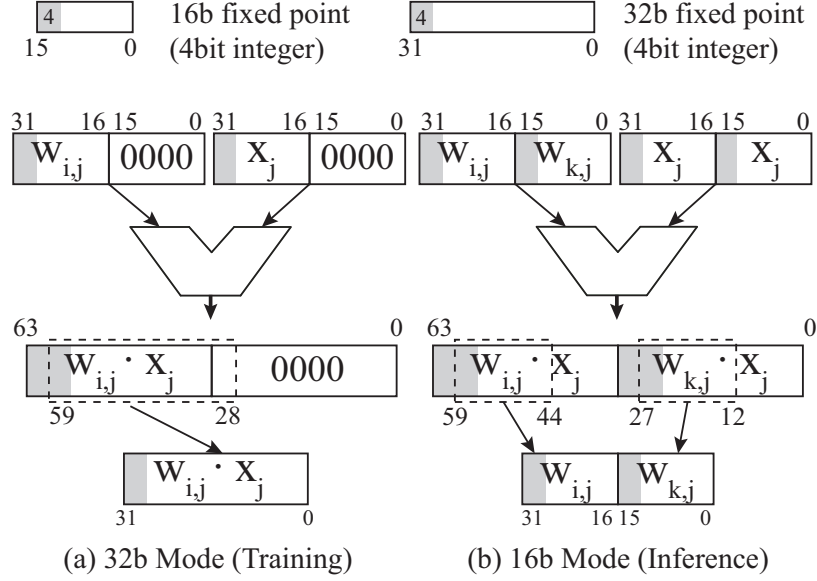 4 16b fixed point 4 32b fixed point
15 0 (4bit integer) 31 0 (4bit integer)
31 16 15 0 31 16 15 0 31 16 15 0 31 16 15 0
W_{i,j} 0000 X_j 0000 W_{i,j} W_{k,j} X_j X_j
63 0 63 0
W_{i,j} · X_j 0000 W_{i,j} · X_j W_{k,j} · X_j
59 28 59 44 27 12
W_{i,j} · X_j W_{i,j} W_{k,j}
31 0 31 16 15 0
(a) 32b Mode (Training) (b) 16b Mode (Inference)